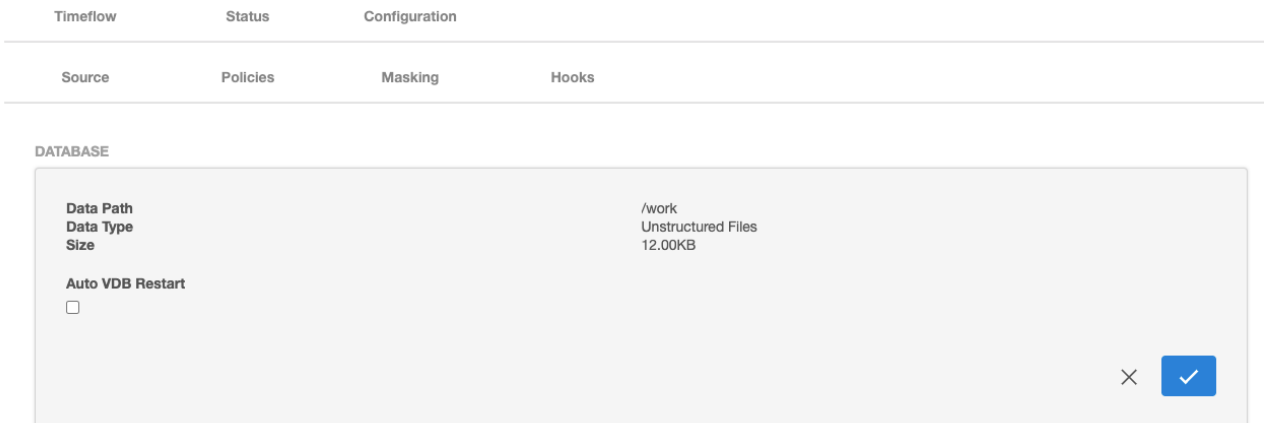 Timeflow Status Configuration
Source Policies Masking Hooks
DATABASE
Data Path /work
Data Type Unstructured Files
Size 12.00KB
Auto VDB Restart